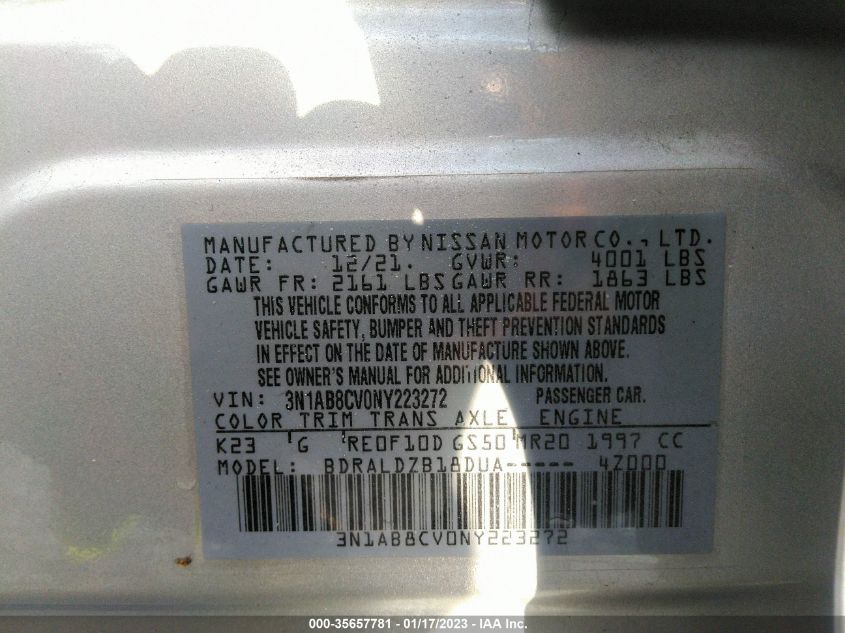 MANUFACTURED BY NISSAN MOTOR CO., LTD.
DATE: 12/21. GVWR: 4001 LBS
GAWR FR: 2161 LBS GAWR RR: 1863 LBS
THIS VEHICLE CONFORMS TO ALL APPLICABLE FEDERAL MOTOR
VEHICLE SAFETY, BUMPER AND THEFT PREVENTION STANDARDS
IN EFFECT ON THE DATE OF MANUFACTURE SHOWN ABOVE.
SEE OWNER'S MANUAL FOR ADDITIONAL INFORMATION.
VIN: 3N1AB8CV0NY223272 PASSENGER CAR.
COLOR TRIM TRANS AXLE ENGINE
K23 'G 'RE0F10D GS50'MR20 1997 CC
MODEL: BDRALDZB18DUA----- 4Z000
3N1AB8CV0NY223272
000-35657781 - 01/17/2023 - IAA Inc.